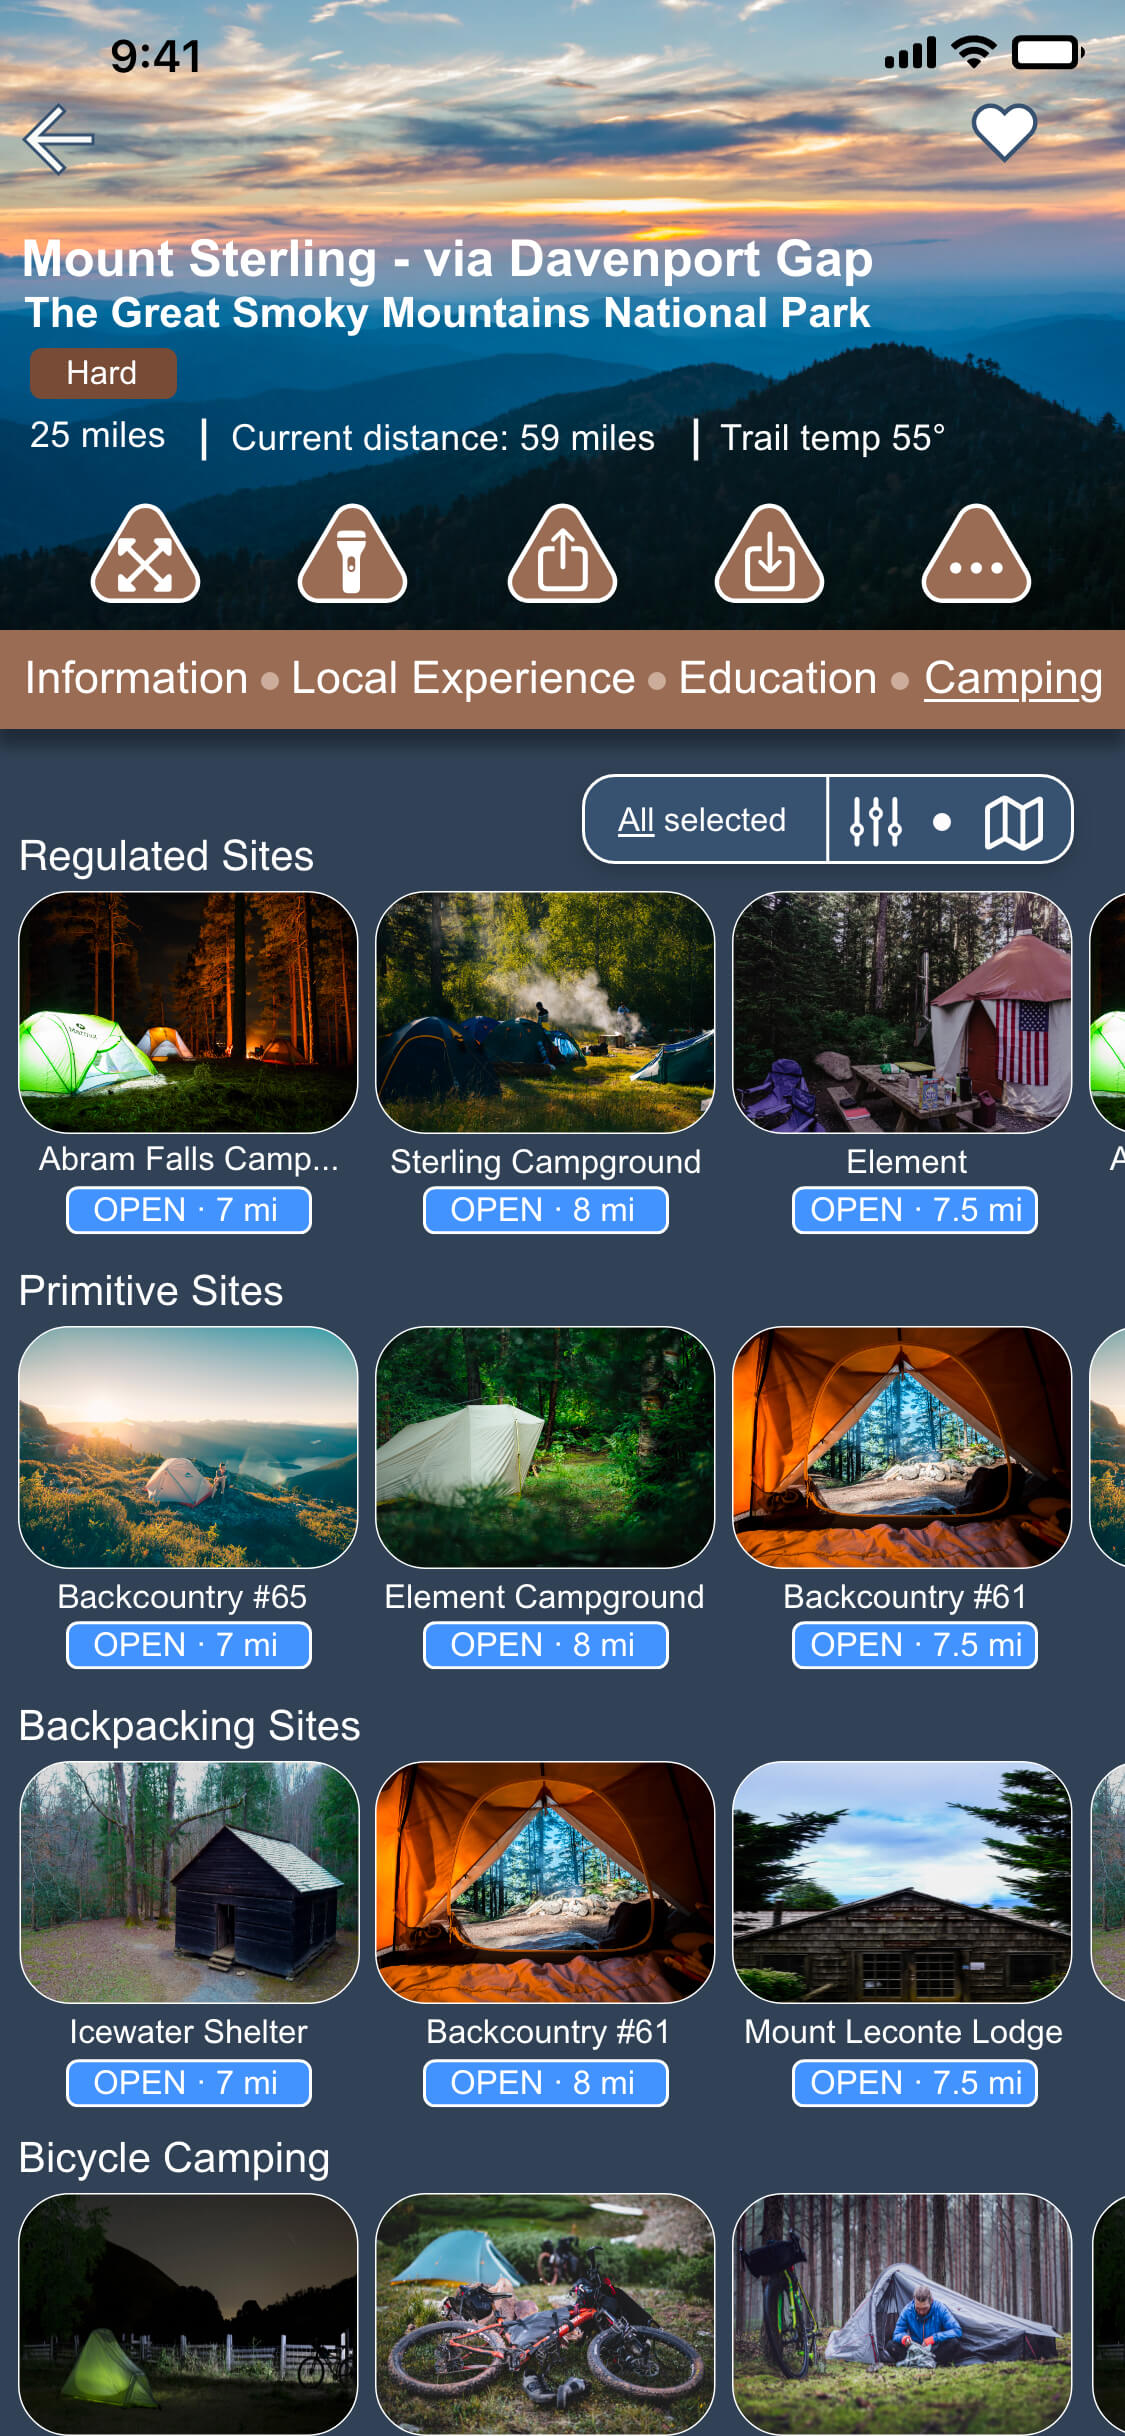 9:41
Mount Sterling - via Davenport Gap
The Great Smoky Mountains National Park
Hard
25 miles | Current distance: 59 miles | Trail temp 55°
Information • Local Experience • Education • Camping
All selected
Regulated Sites
Abram Falls Camp... Sterling Campground Element A
OPEN · 7 mi OPEN · 8 mi OPEN · 7.5 mi
Primitive Sites
Backcountry #65 Element Campground Backcountry #61
OPEN · 7 mi OPEN · 8 mi OPEN · 7.5 mi
Backpacking Sites
Icewater Shelter Backcountry #61 Mount Leconte Lodge
OPEN · 7 mi OPEN · 8 mi OPEN · 7.5 mi
Bicycle Camping